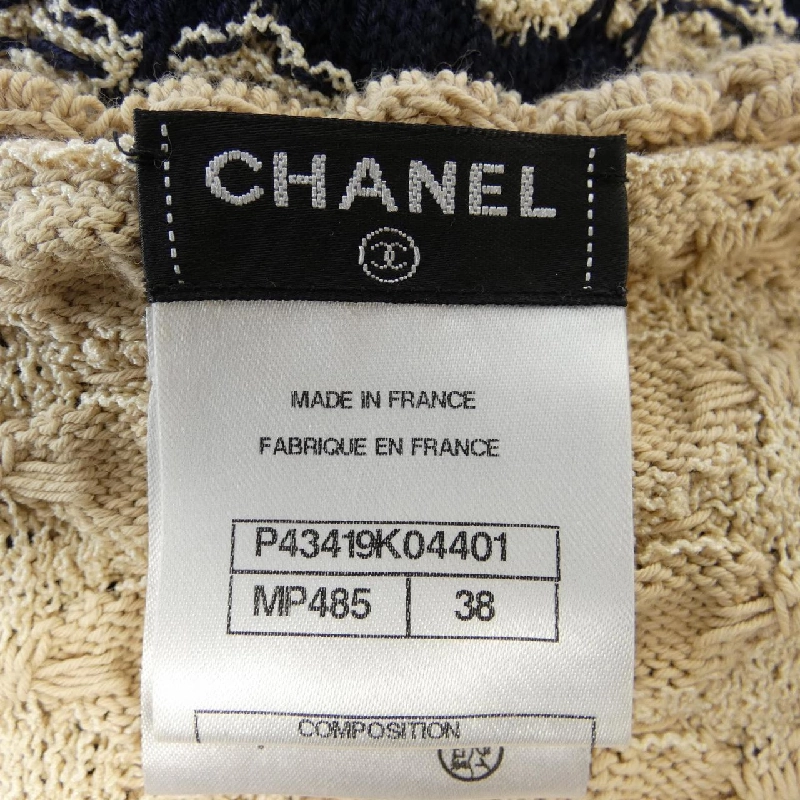 CHANEL
MADE IN FRANCE
FABRIQUE EN FRANCE
P43419K04401
MP485 38
COMPOSITION